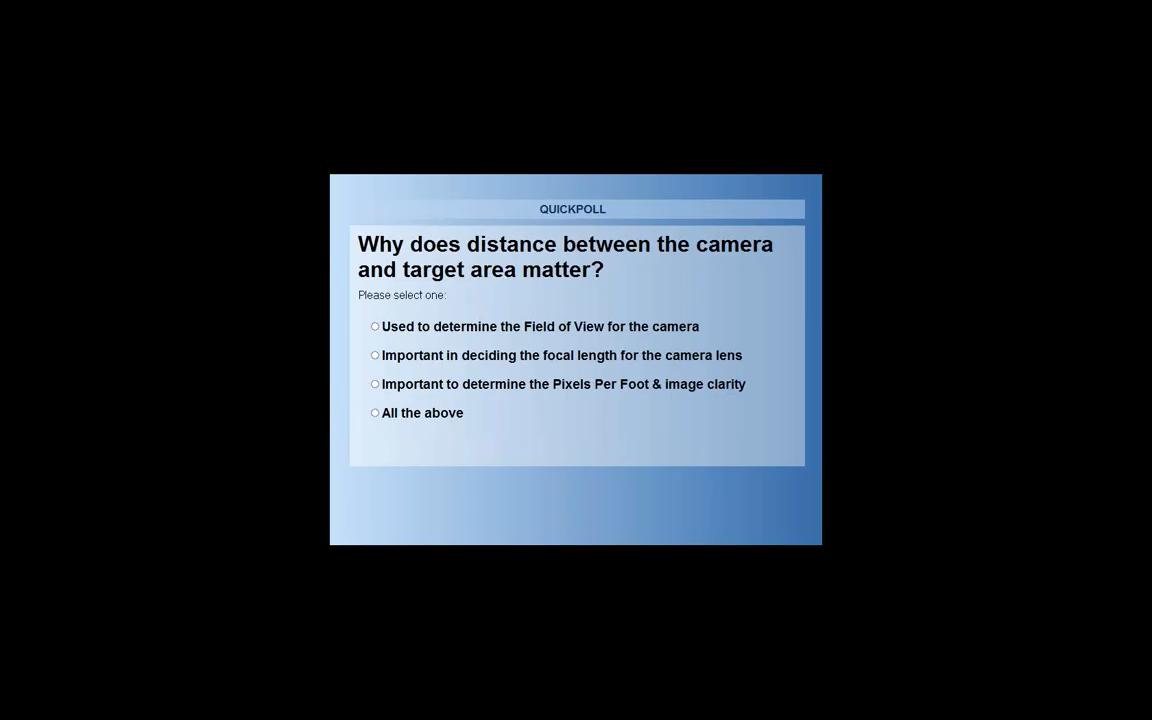 QUICKPOLL
Why does distance between the camera
and target area matter?
Please select one:
Used to determine the Field of View for the camera
Important in deciding the focal length for the camera lens
Important to determine the Pixels Per Foot & image clarity
All the above